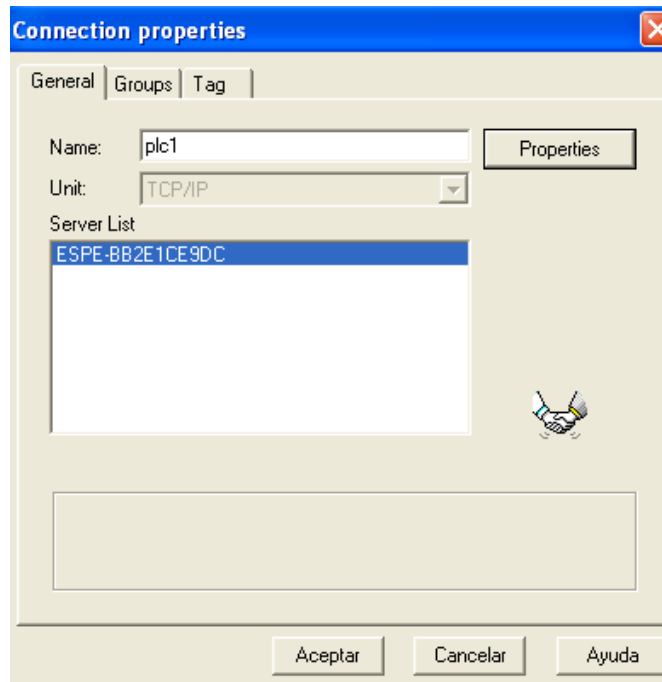 Connection properties
General Groups Tag
Name: plc1 Properties
Unit: TCP/IP
Server List
ESPE-BB2E1CE9DC
Aceptar Cancelar Ayuda